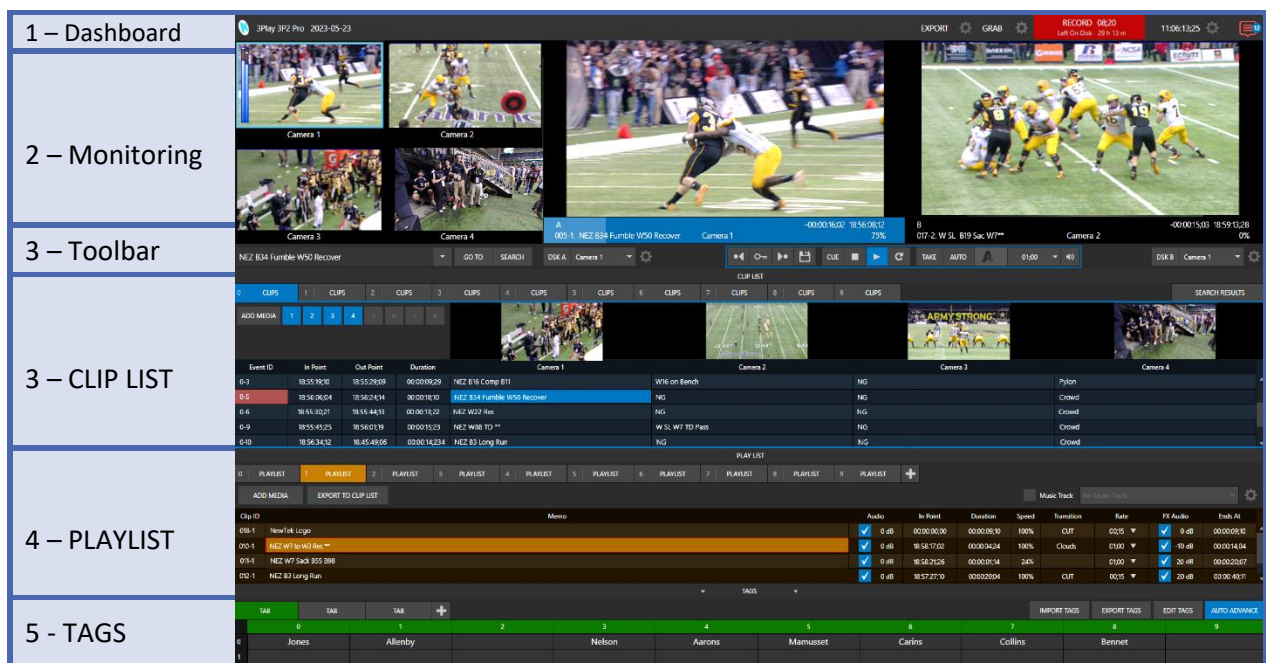 1 – Dashboard
3Play 3P2 Pro 2023-05-23
EXPORT GRAB RECORD 08;20 11:06:13;25 12
Left On Disk 29 h 13 m
2 – Monitoring
Camera 1 Camera 2
Camera 3 Camera 4
A -00:00:16;02 18:56:08;12
005-1: NEZ B34 Fumble W50 Recover Camera 1 75%
B -00:00:15;03 18:59:13;28
017-2: W SL B19 Sac W7** Camera 2 0%
3 – Toolbar
NEZ B34 Fumble W50 Recover GO TO SEARCH DSK A Camera 1 CUE TAKE AUTO A 01;00 DSK B Camera 1
3 – CLIP LIST
CLIP LIST
0 CLIPS 1 CLIPS 2 CLIPS 3 CLIPS 4 CLIPS 5 CLIPS 6 CLIPS 7 CLIPS 8 CLIPS 9 CLIPS SEARCH RESULTS
ADD MEDIA 1 2 3 4 5 6 7 8
ARMY STRONG
Event ID In Point Out Point Duration Camera 1 Camera 2 Camera 3 Camera 4
0-3 18:55:19;10 18:55:29;09 00:00:09;29 NEZ B16 Comp B11 W16 on Bench NG Pylon
0-5 18:56:06;04 18:56:24;14 00:00:18;10 NEZ B34 Fumble W50 Recover NG NG Crowd
0-6 18:55:30;21 18:55:44;13 00:00:13;22 NEZ W22 Rec NG NG Crowd
0-9 18:55:45;25 18:56:01;19 00:00:15;23 NEZ W88 TD ** W SL W7 TD Pass NG Crowd
0-10 18:56:34;12 18:45:49;06 00:00:14;234 NEZ B3 Long Run NG NG Crowd
4 – PLAYLIST
PLAY LIST
0 PLAYLIST 1 PLAYLIST 2 PLAYLIST 3 PLAYLIST 4 PLAYLIST 5 PLAYLIST 6 PLAYLIST 7 PLAYLIST 8 PLAYLIST 9 PLAYLIST
ADD MEDIA EXPORT TO CLIP LIST Music Track No Music Track
Clip ID Memo Audio In Point Duration Speed Transition Rate FX Audio Ends At
018-1 NewTek Logo 0 dB 00:00:00;00 00:00:09;10 100% CUT 00;15 0 dB 00:00:09;10
010-1 NEZ W7 to W3 Rec ** 0 dB 18:58:17;02 00:00:04;24 100% Clouds 01;00 -10 dB 00:00:14;04
011-1 NEZ W7 Sack B55 B98 0 dB 18:58:21;26 00:00:01;14 24% 01;00 20 dB 00:00:20;07
012-1 NEZ B3 Long Run 0 dB 18:57:27;10 00:00:20;04 100% CUT 00;15 20 dB 00:00:40;11
5 - TAGS
TAGS
TAB TAB TAB IMPORT TAGS EXPORT TAGS EDIT TAGS AUTO ADVANCE
0 1 2 3 4 5 6 7 8 9
0 Jones Allenby Nelson Aarons Mamusset Carins Collins Bennet
1